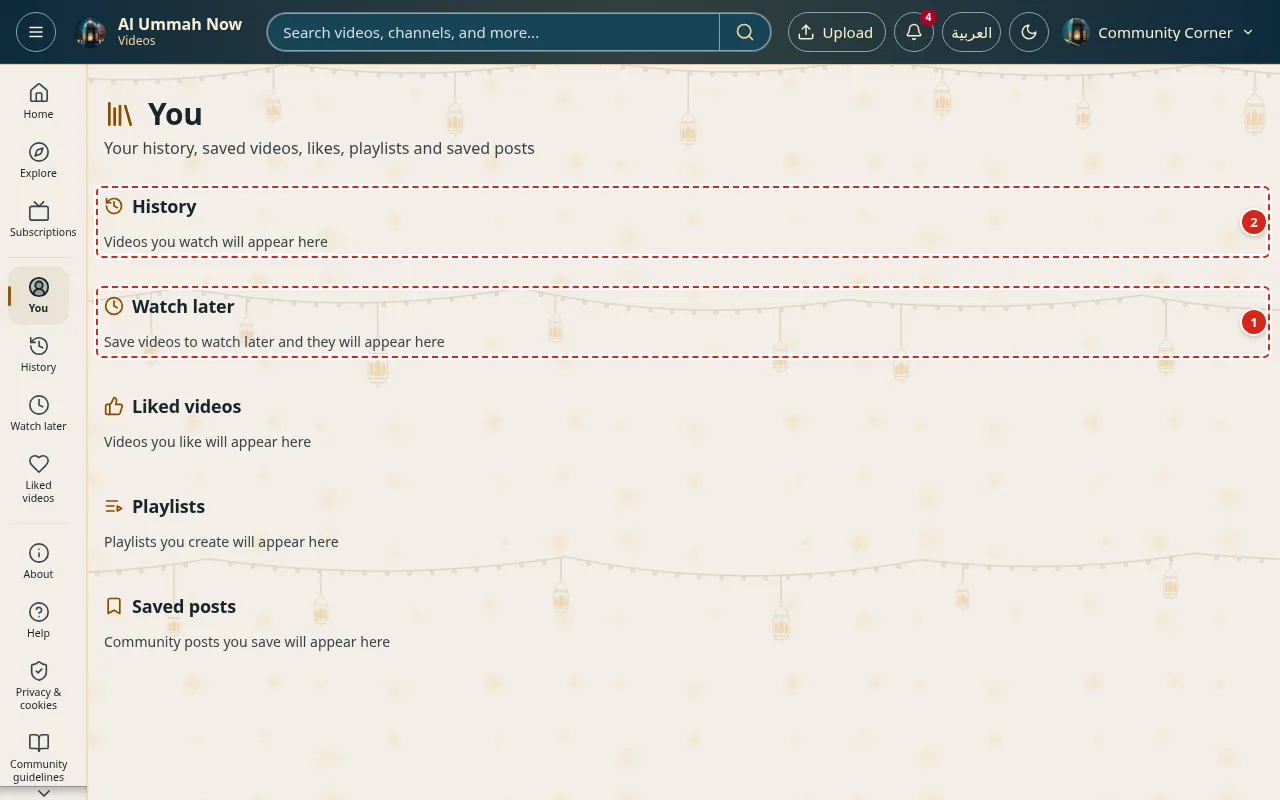 Al Ummah Now
Videos
Search videos, channels, and more...
Upload
4
العربية
Community Corner
Home
Explore
Subscriptions
You
History
Watch later
Liked
videos
About
Help
Privacy &
cookies
Community
guidelines
You
Your history, saved videos, likes, playlists and saved posts
History
Videos you watch will appear here
2
Watch later
Save videos to watch later and they will appear here
1
Liked videos
Videos you like will appear here
Playlists
Playlists you create will appear here
Saved posts
Community posts you save will appear here